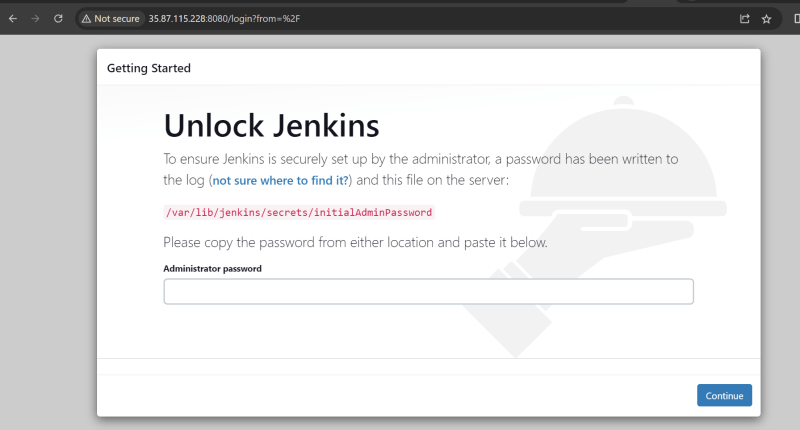 Not secure 35.87.115.228:8080/login?from=%2F
Getting Started
Unlock Jenkins
To ensure Jenkins is securely set up by the administrator, a password has been written to
the log (not sure where to find it?) and this file on the server:
/var/lib/jenkins/secrets/initialAdminPassword
Please copy the password from either location and paste it below.
Administrator password
Continue